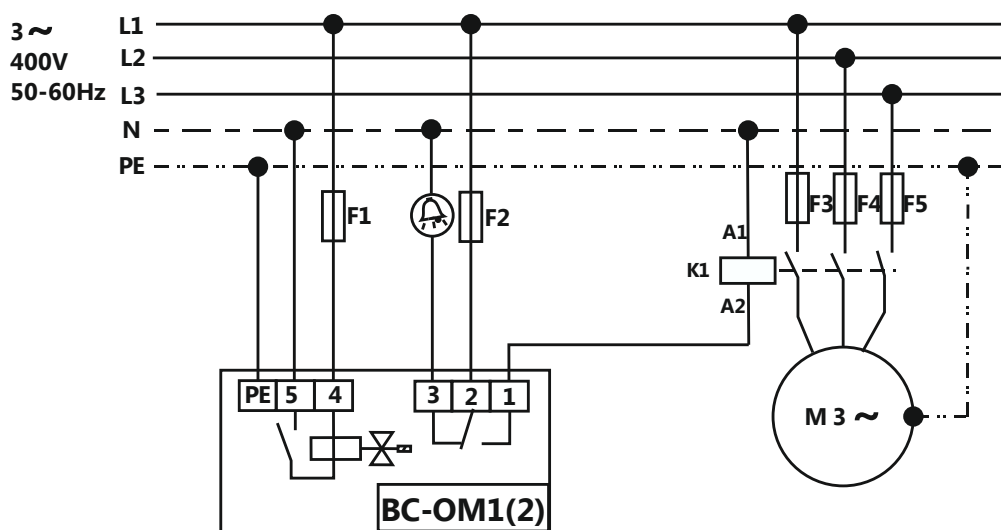 3 ~
400V
50-60Hz
L1
L2
L3
N
PE
F1
F2
F3
F4
F5
A1
K1
A2
PE 5 4
3 2 1
M 3 ~
BC-OM1(2)